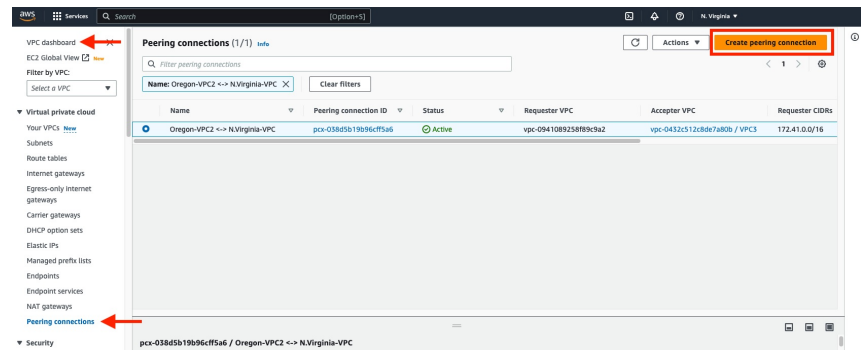 aws Services Search [Option+S] N. Virginia
VPC dashboard
EC2 Global View New
Filter by VPC:
Select a VPC
Virtual private cloud
Your VPCs New
Subnets
Route tables
Internet gateways
Egress-only internet
gateways
Carrier gateways
DHCP option sets
Elastic IPs
Managed prefix lists
Endpoints
Endpoint services
NAT gateways
Peering connections
Security
Peering connections (1/1) Info
Actions
Create peering connection
Filter peering connections
1
Name: Oregon-VPC2 <-> N.Virginia-VPC
Clear filters
Name Peering connection ID Status Requester VPC Accepter VPC Requester CIDRs
Oregon-VPC2 <-> N.Virginia-VPC pcx-038d5b19b96cff5a6 Active vpc-0941089258f89c9a2 vpc-0432c512c8de7a80b / VPC3 172.41.0.0/16
pcx-038d5b19b96cff5a6 / Oregon-VPC2 <-> N.Virginia-VPC